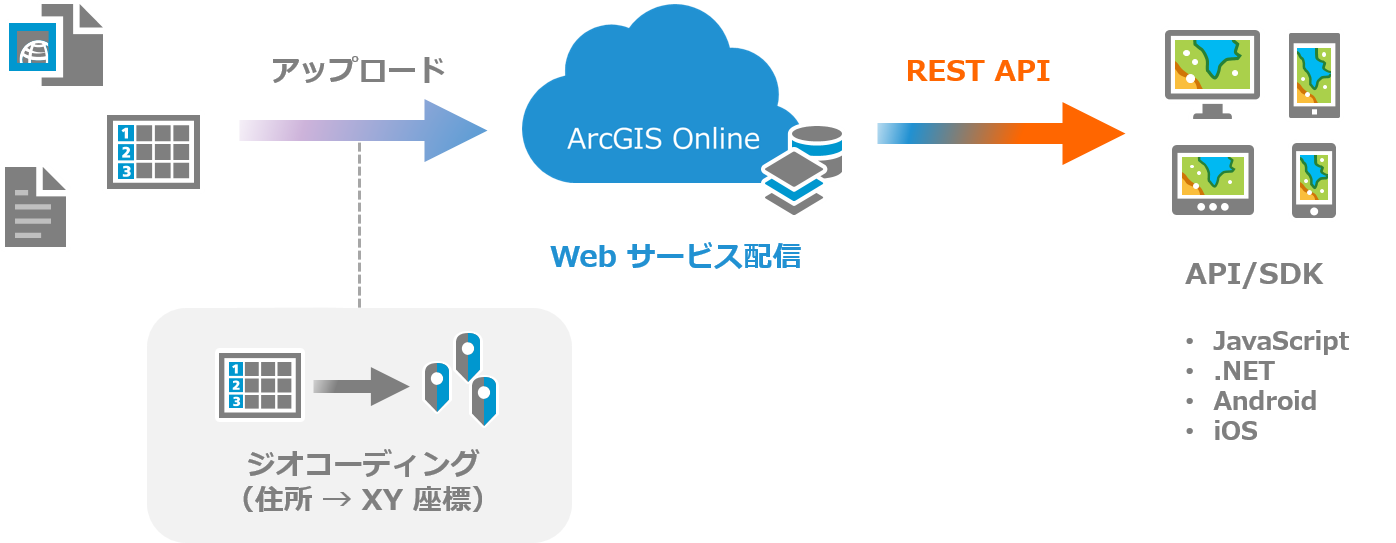 アップロード
ArcGIS Online
Web サービス配信
REST API
API/SDK
• JavaScript
• .NET
• Android
• iOS
1
2
3
1
2
3
ジオコーディング
（住所 → XY 座標）